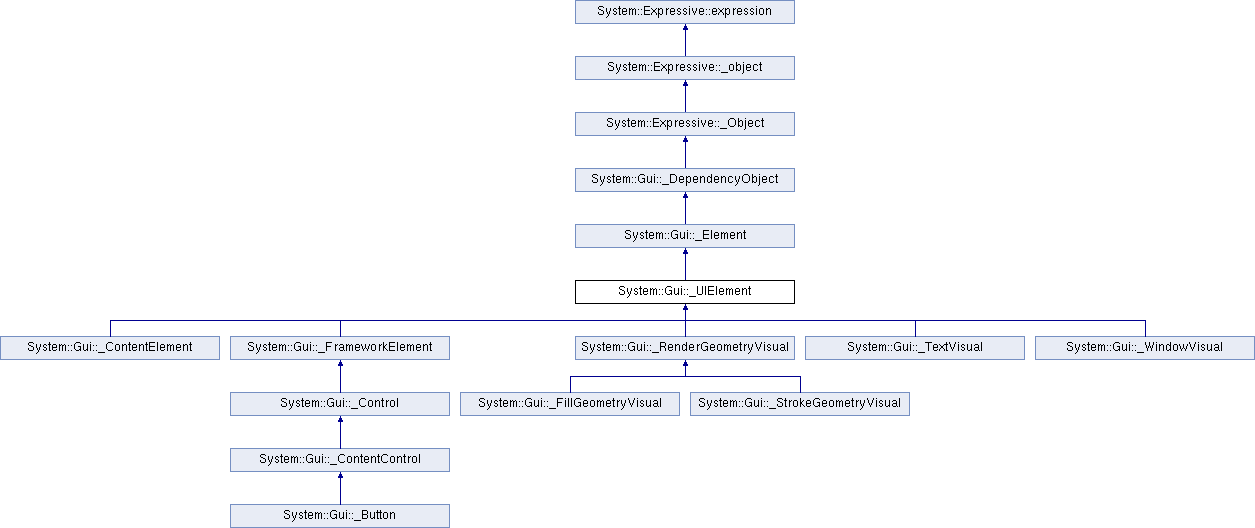 System::Expressive::expression
System::Expressive::_object
System::Expressive::_Object
System::Gui::_DependencyObject
System::Gui::_Element
System::Gui::_UIElement
System::Gui::_ContentElement
System::Gui::_FrameworkElement
System::Gui::_RenderGeometryVisual
System::Gui::_TextVisual
System::Gui::_WindowVisual
System::Gui::_Control
System::Gui::_FillGeometryVisual
System::Gui::_StrokeGeometryVisual
System::Gui::_ContentControl
System::Gui::_Button